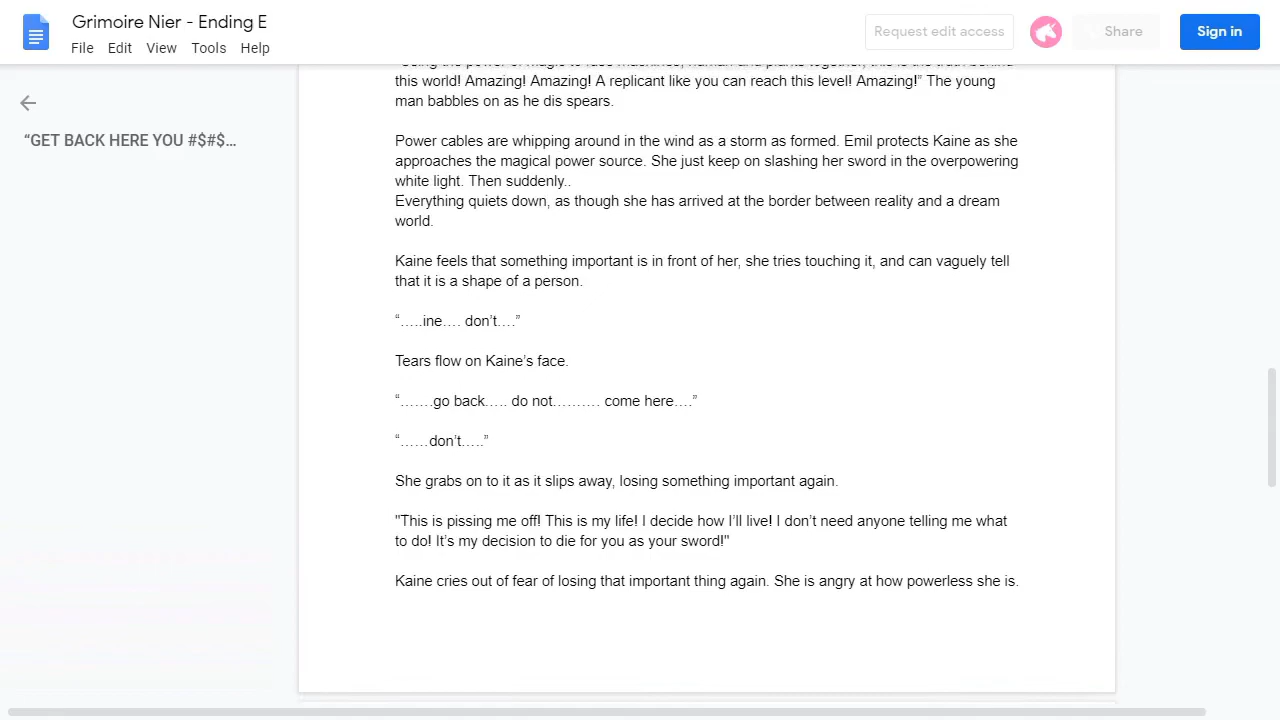 Grimoire Nier - Ending E
File Edit View Tools Help
Request edit access
Share
Sign in
“GET BACK HERE YOU #$#$…
this world! Amazing! Amazing! A replicant like you can reach this level! Amazing!” The young
man babbles on as he dis spears.
Power cables are whipping around in the wind as a storm as formed. Emil protects Kaine as she
approaches the magical power source. She just keep on slashing her sword in the overpowering
white light. Then suddenly..
Everything quiets down, as though she has arrived at the border between reality and a dream
world.
Kaine feels that something important is in front of her, she tries touching it, and can vaguely tell
that it is a shape of a person.
“…..ine…. don’t….”
Tears flow on Kaine’s face.
“…….go back….. do not………. come here….”
“……don’t…..”
She grabs on to it as it slips away, losing something important again.
"This is pissing me off! This is my life! I decide how I’ll live! I don’t need anyone telling me what
to do! It’s my decision to die for you as your sword!"
Kaine cries out of fear of losing that important thing again. She is angry at how powerless she is.